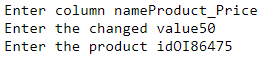 Enter column nameProduct_Price
Enter the changed value50
Enter the product idOI86475